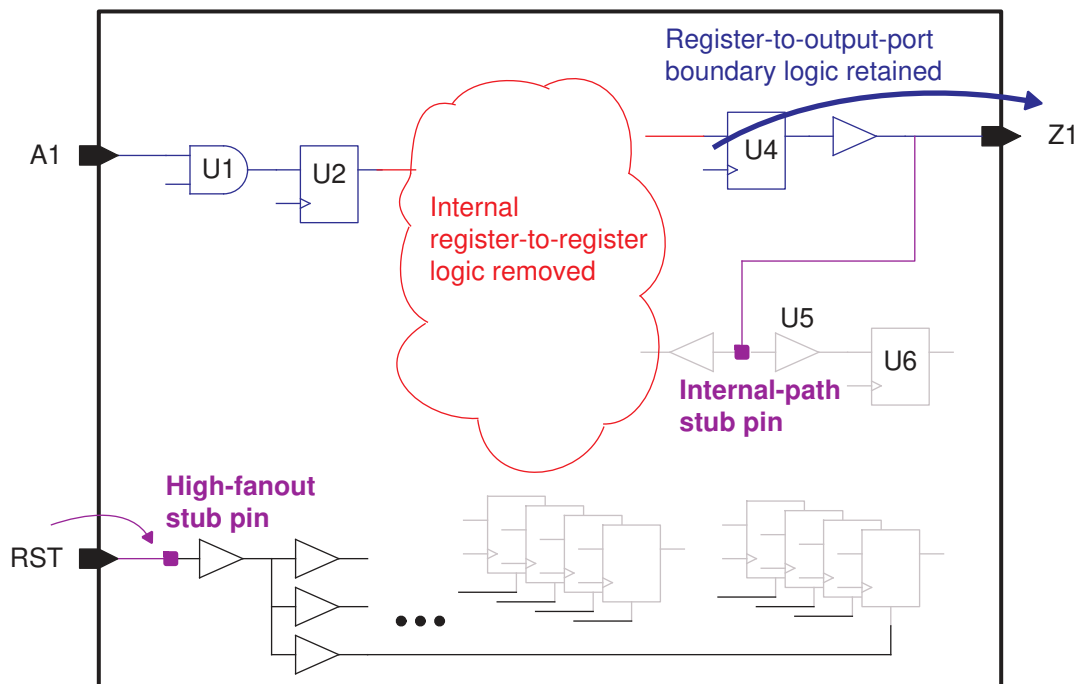 Register-to-output-port
boundary logic retained
A1
U1
U2
U4
Z1
Internal
register-to-register
logic removed
U5
U6
Internal-path
stub pin
High-fanout
stub pin
RST